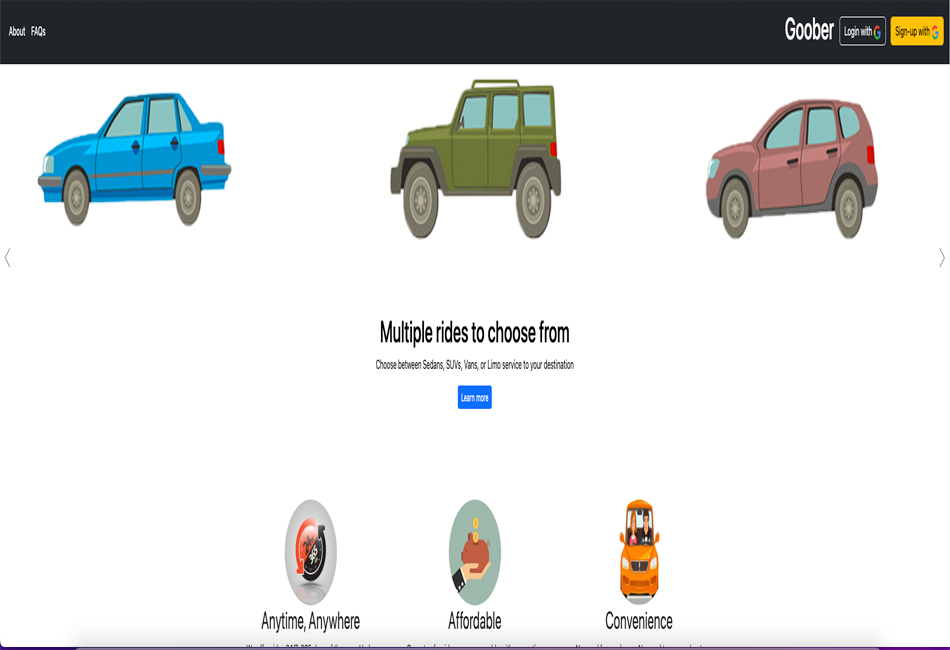 About FAQs
Goober Login with Sign-up with
Multiple rides to choose from
Choose between Sedans, SUVs, Vans, or Limo service to your destination
Learn more
Anytime, Anywhere Affordable Convenience